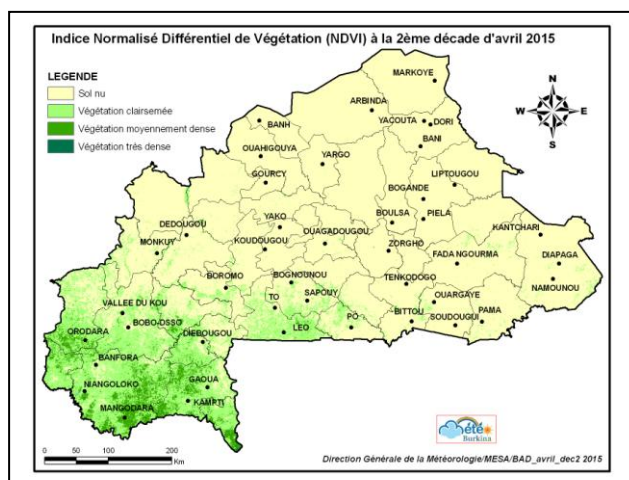 Indice Normalisé Différentiel de Végétation (NDVI) à la 2ème décade d'avril 2015
LEGENDE
Sol nu
Végétation clairsemée
Végétation moyennement dense
Végétation trés dense
N
W E
S
MARKOYE
ARBINDA
YACOUTA DORI
BANH
BANI
OUAHIGOUYA
YARGO
GOURCY
LIPTOUGOU
BOGANDE
YAKO
BOULSA PIELA
DEDOUGOU
OUAGADOUGOU
KANTCHARI
MONKUY
KOUDOUGOU
ZORGHO
FADA NGOURMA
DIAPAGA
BOROMO
BOGNOUNOU
TENKODOGO
NAMOUNOU
VALLEE DU KOU
TO
SAPOUY
OUARGAYE
BOBO-DSSO
BITTOU
SOUDOUGUI
PAMA
ORODARA
LEO
PO
DIEBOUGOU
BANFORA
NIANGOLOKO
GAOUA
MANGODARA
KAMPTI
été
Burkina
0 50 100 200
Km
Direction Générale de la Météorologie/MESA/BAD_avril_dec2 2015